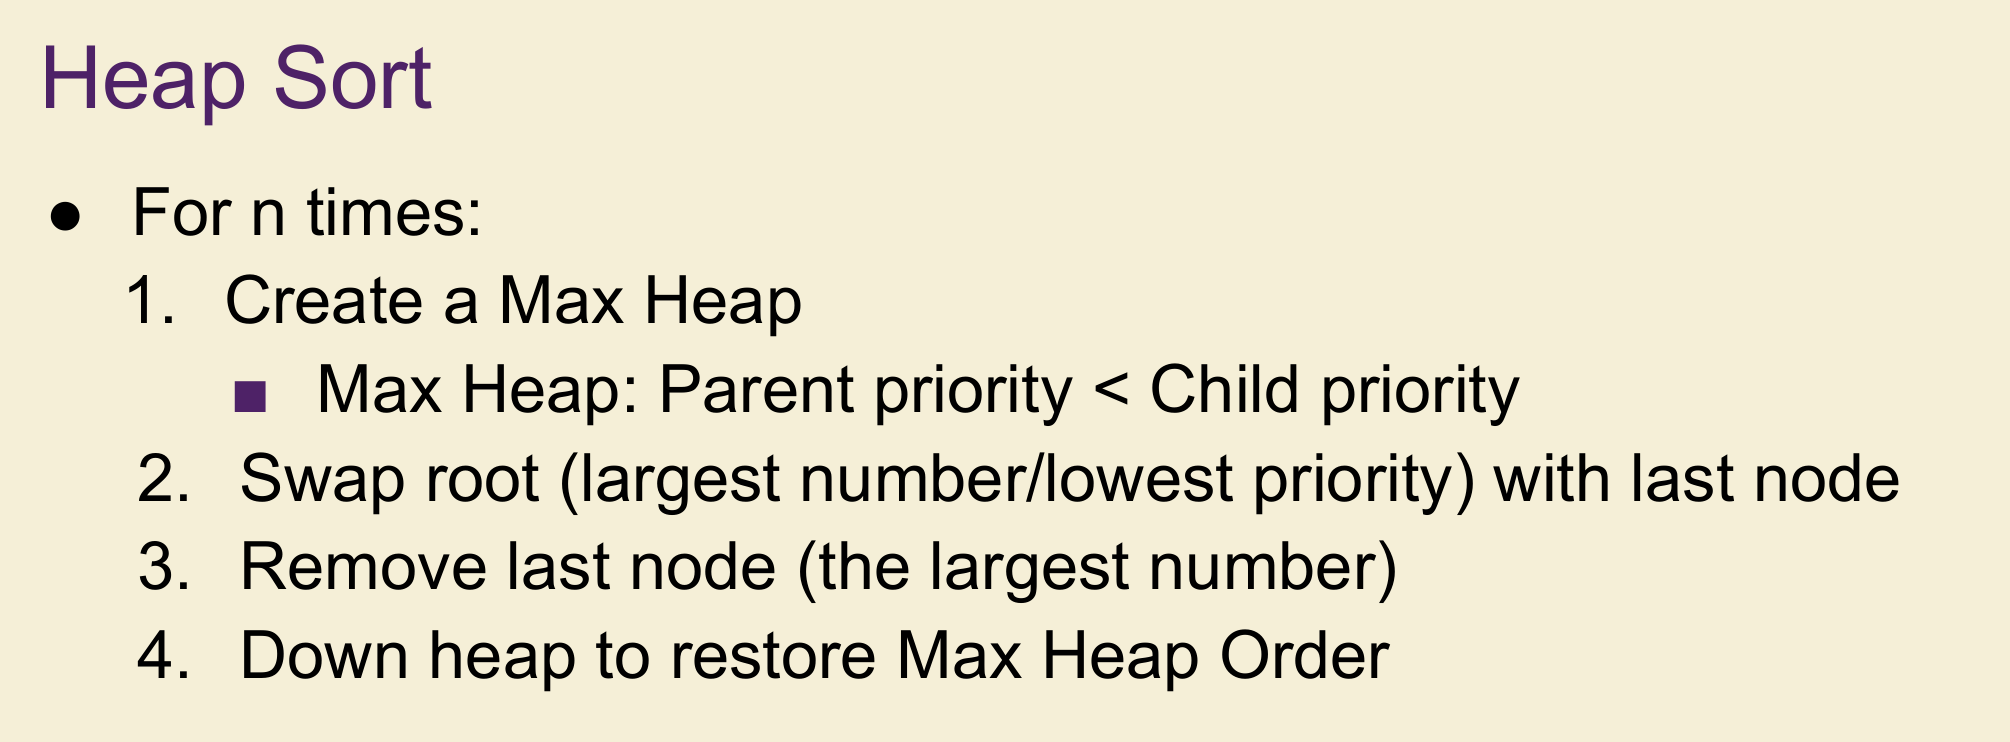 Heap Sort
● For n times:
1. Create a Max Heap
■ Max Heap: Parent priority < Child priority
2. Swap root (largest number/lowest priority) with last node
3. Remove last node (the largest number)
4. Down heap to restore Max Heap Order